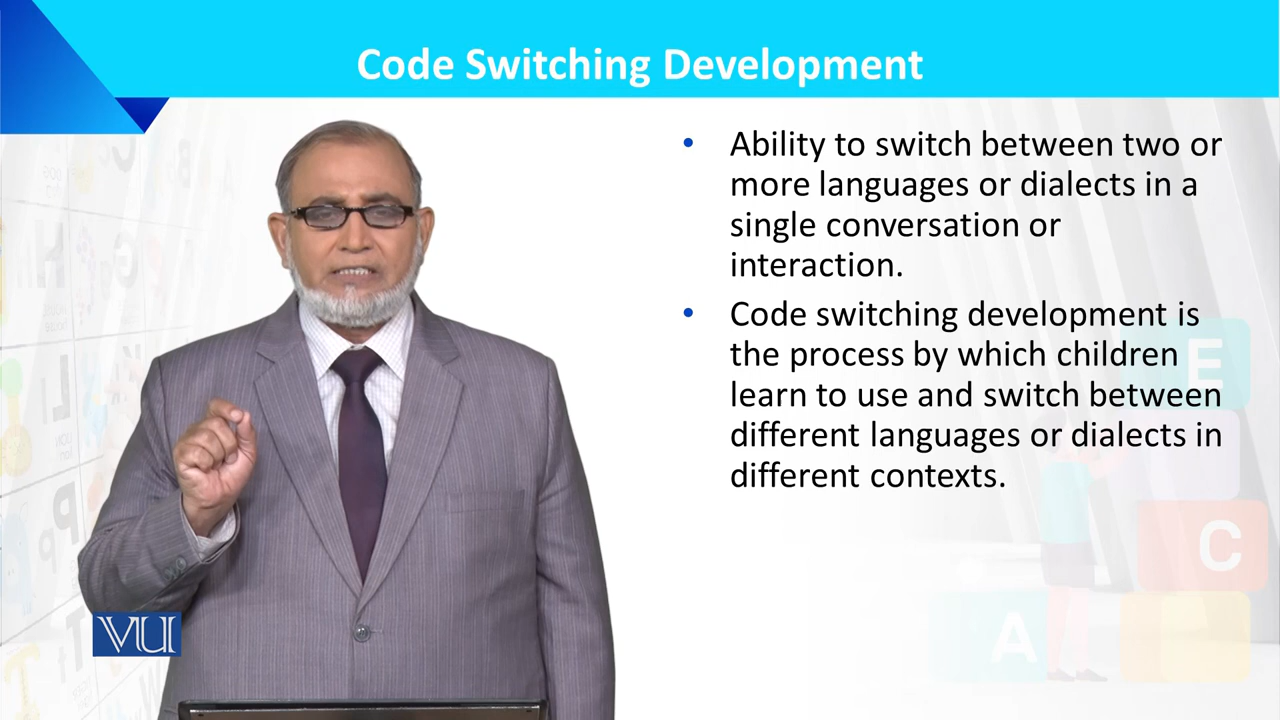 Code Switching Development
• Ability to switch between two or
more languages or dialects in a
single conversation or
interaction.
• Code switching development is
the process by which children
learn to use and switch between
different languages or dialects in
different contexts.
VU
E
C
A